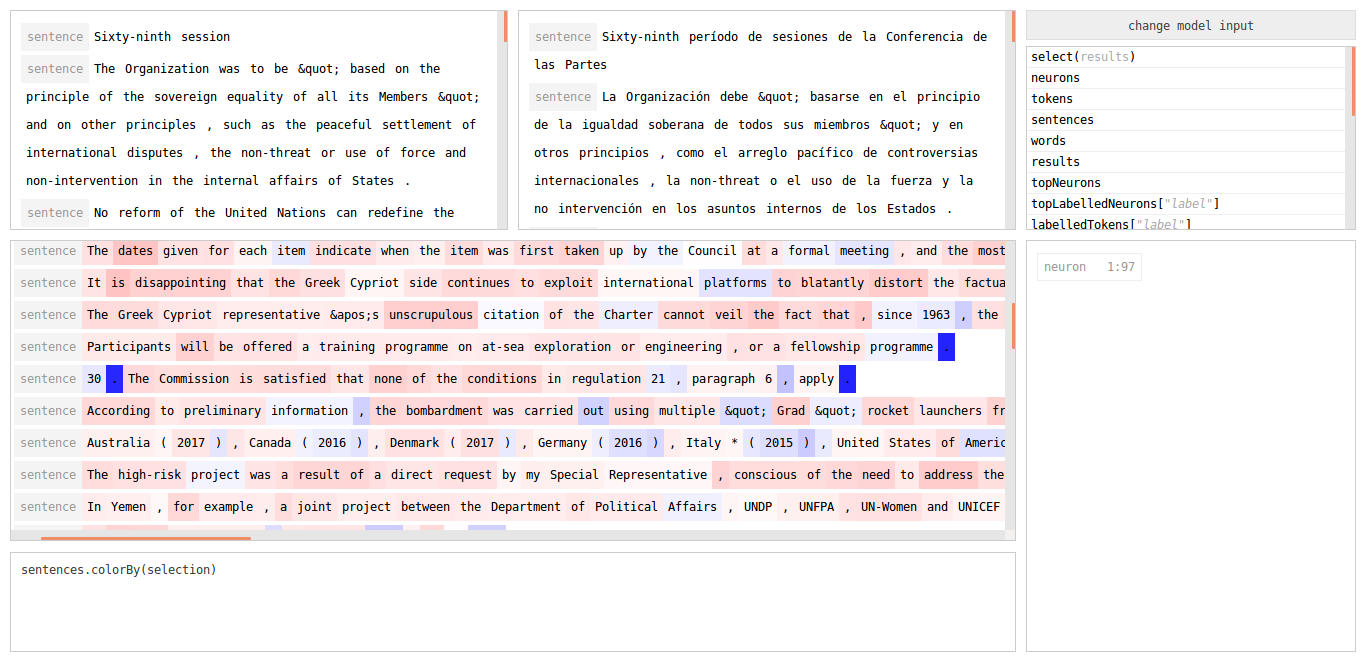 sentence Sixty-ninth session
sentence The Organization was to be &quot; based on the
principle of the sovereign equality of all its Members &quot;
and on other principles , such as the peaceful settlement of
international disputes , the non-threat or use of force and
non-intervention in the internal affairs of States .
sentence No reform of the United Nations can redefine the
sentence Sixty-ninth período de sesiones de la Conferencia de
las Partes
sentence La Organización debe &quot; basarse en el principio
de la igualdad soberana de todos sus miembros &quot; y en
otros principios , como el arreglo pacífico de controversias
internacionales , la non-threat o el uso de la fuerza y la
no intervención en los asuntos internos de los Estados .
change model input
select(results)
neurons
tokens
sentences
words
results
topNeurons
topLabelledNeurons["label"]
labelledTokens["label"]
sentence The dates given for each item indicate when the item was first taken up by the Council at a formal meeting , and the most
sentence It is disappointing that the Greek Cypriot side continues to exploit international platforms to blatantly distort the factua
sentence The Greek Cypriot representative &apos;s unscrupulous citation of the Charter cannot veil the fact that , since 1963 , the
sentence Participants will be offered a training programme on at-sea exploration or engineering , or a fellowship programme .
sentence 30 . The Commission is satisfied that none of the conditions in regulation 21 , paragraph 6 , apply .
sentence According to preliminary information , the bombardment was carried out using multiple &quot; Grad &quot; rocket launchers fr
sentence Australia ( 2017 ) , Canada ( 2016 ) , Denmark ( 2017 ) , Germany ( 2016 ) , Italy * ( 2015 ) , United States of Americ
sentence The high-risk project was a result of a direct request by my Special Representative , conscious of the need to address the
sentence In Yemen , for example , a joint project between the Department of Political Affairs , UNDP , UNFPA , UN-Women and UNICEF
neuron 1:97
sentences.colorBy(selection)